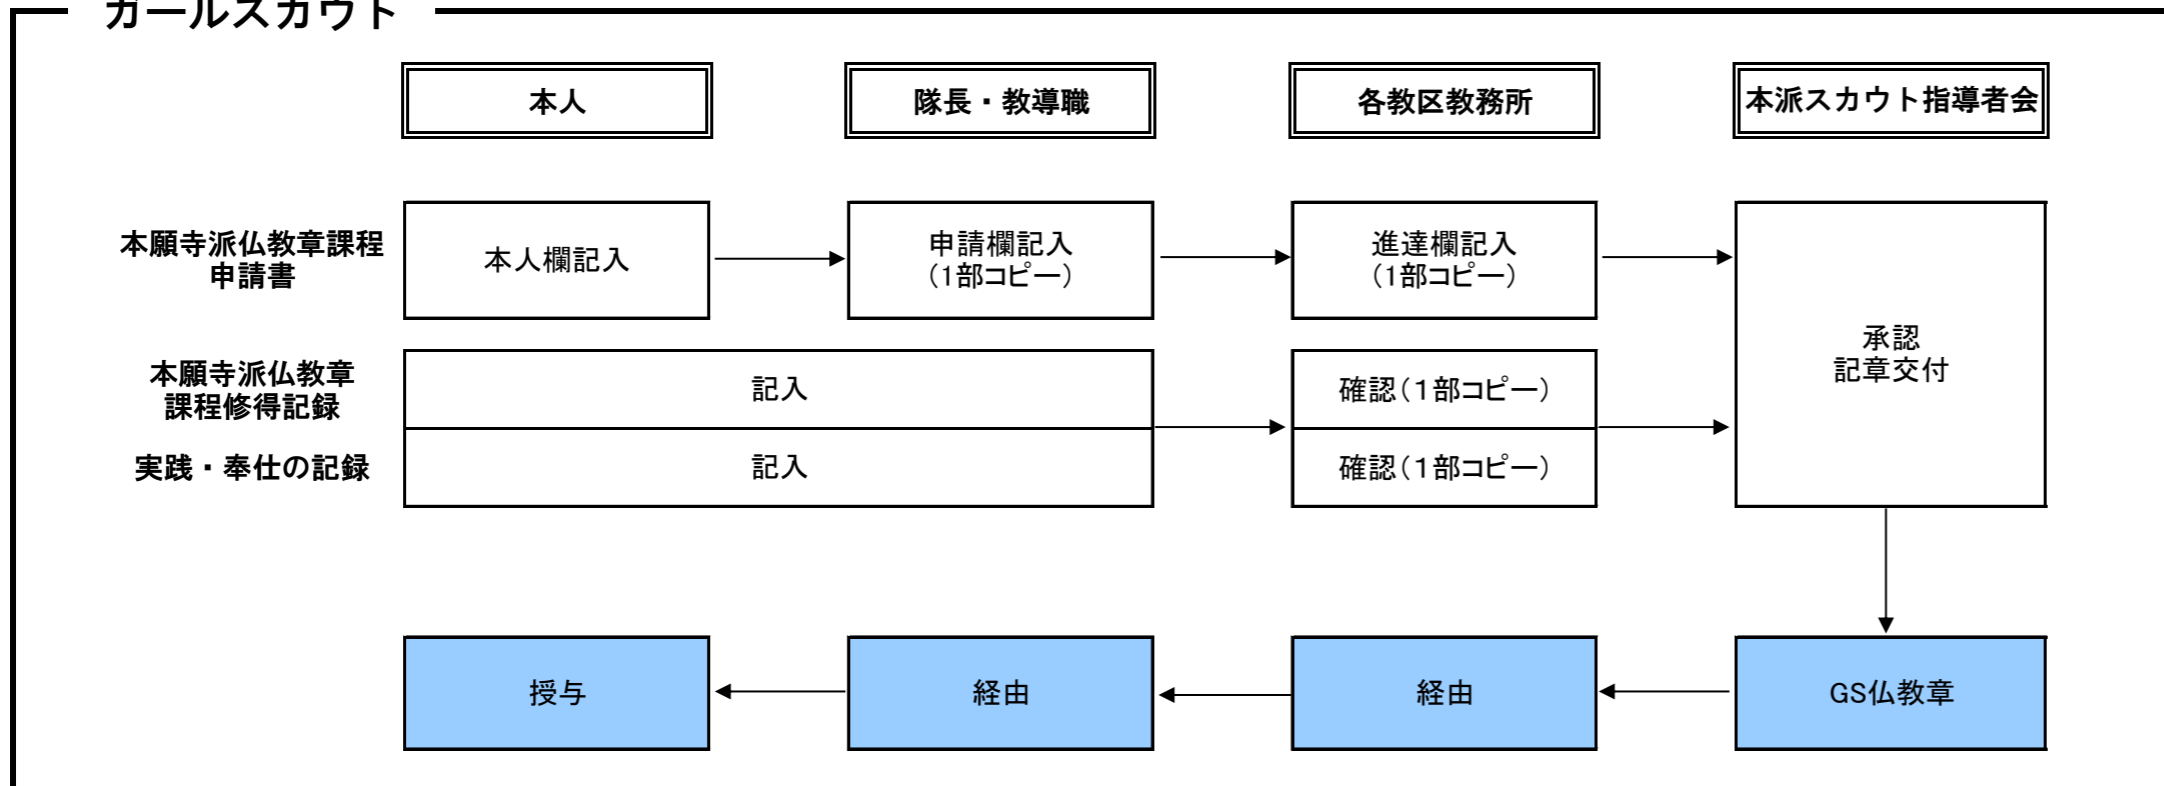 ガールスカウト
本人
隊長・教導職
各教区教務所
本派スカウト指導者会
本願寺派仏教章課程
申請書
本人欄記入
申請欄記入
(1部コピー)
進達欄記入
(1部コピー)
承認
記章交付
本願寺派仏教章
課程修得記録
記入
確認(1部コピー)
実践・奉仕の記録
記入
確認(1部コピー)
授与
経由
経由
GS仏教章